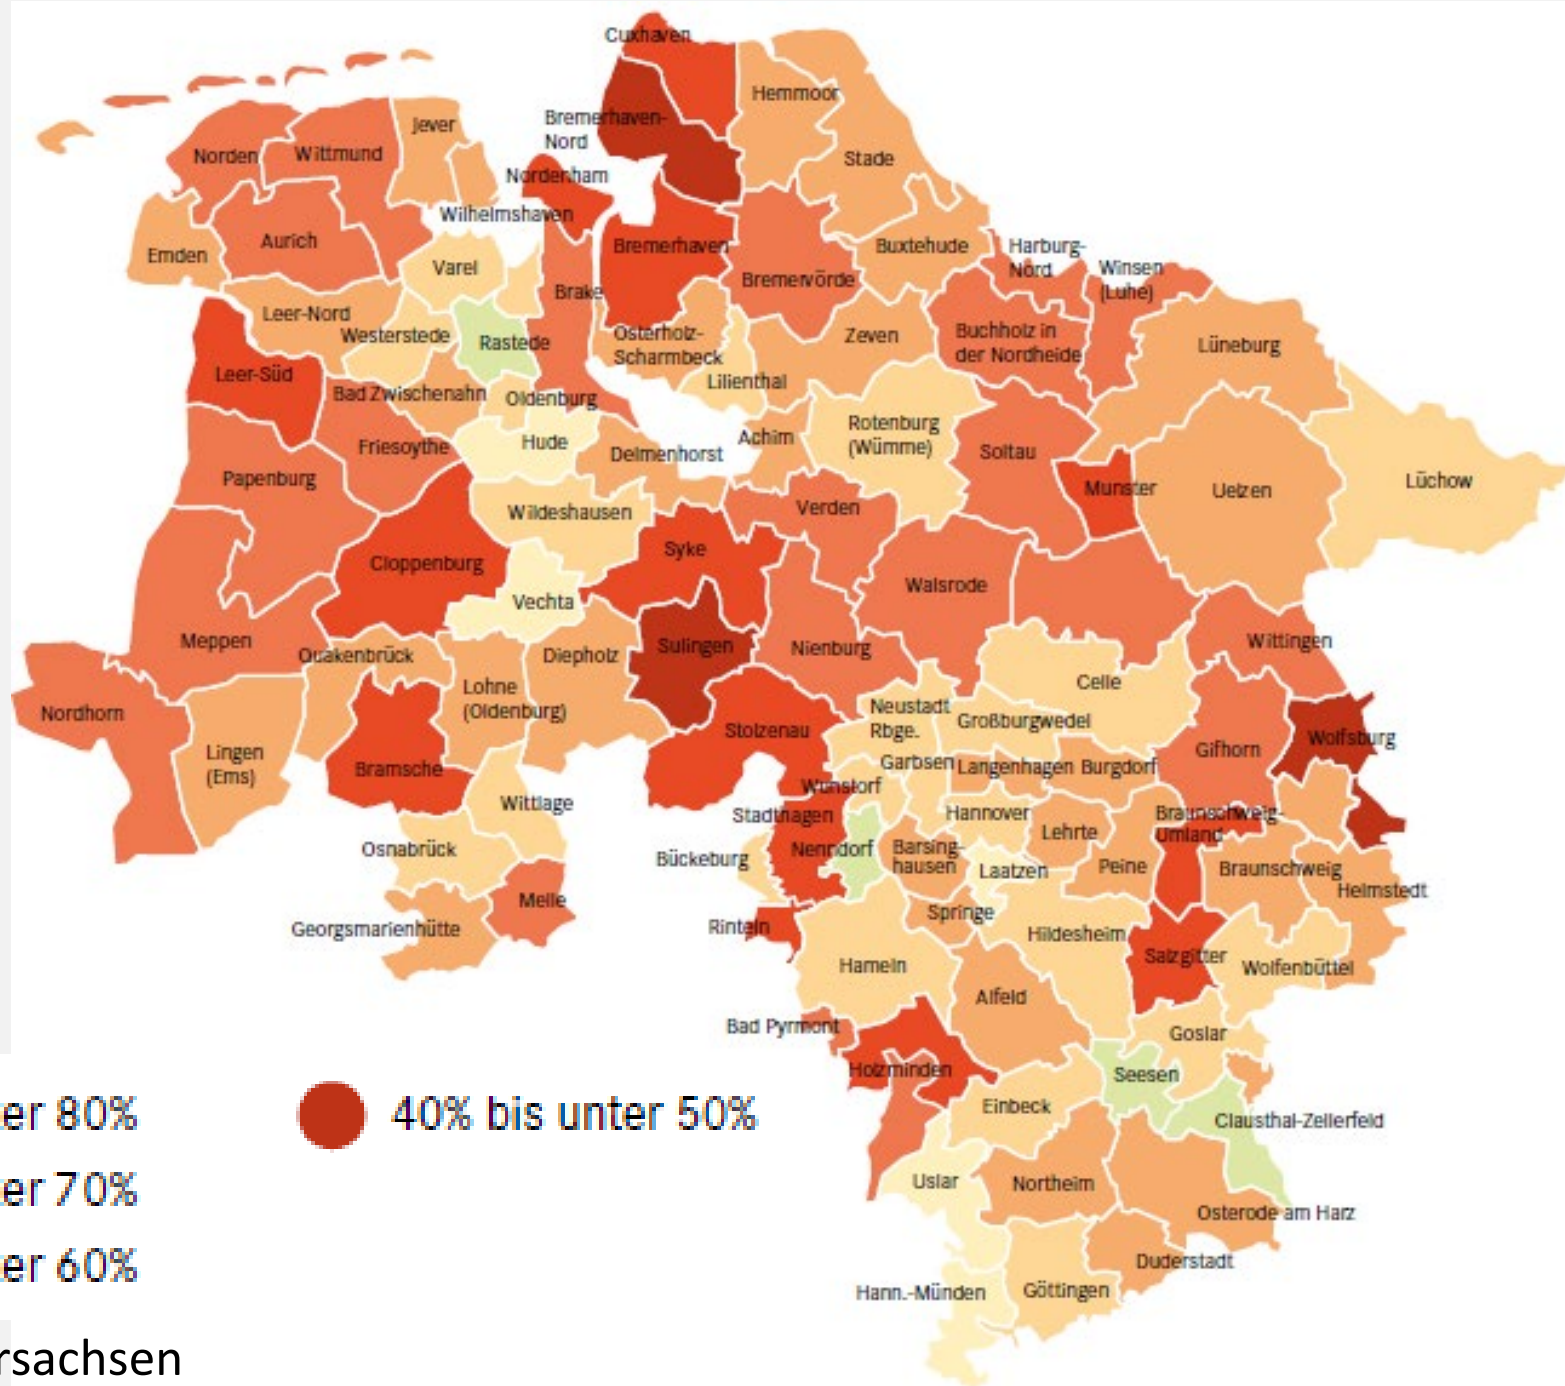 Cuxhaven
Hemmoor
Bremerhaven-
Nord
Jever
Stade
Norden
Wittmund
Nordenham
Wilhelmshaven
Aurich
Emden
Varel
Bremerhaven
Buxtehude
Harburg-
Nord
Winsen
(Luhe)
Bremervörde
Brake
Leer-Nord
Westerstede
Rastede
Osterholz-
Scharmbeck
Zeven
Buchholz in
der Nordheide
Lüneburg
Leer-Süd
Lilienthal
Bad Zwischenahn
Oldenburg
Friesoythe
Hude
Delmenhorst
Achim
Rotenburg
(Wümme)
Soltau
Papenburg
Munster
Uelzen
Lüchow
Wildeshausen
Verden
Cloppenburg
Syke
Walsrode
Vechta
Meppen
Quakenbrück
Diepholz
Sulingen
Nienburg
Wittingen
Celle
Lohne
(Oldenburg)
Nordhorn
Neustadt
Rbge.
Großburgwedel
Stolzenau
Wolfsburg
Lingen
(Ems)
Bramsche
Garbsen
Langenhagen
Burgdorf
Gifhorn
Wunstorf
Wittlage
Stadthagen
Hannover
Lehrte
Braunschweig-
Umland
Osnabrück
Bückeburg
Nenndorf
Barsing-
hausen
Laatzen
Peine
Braunschweig
Helmstedt
Melle
Georgsmarienhütte
Rinteln
Springe
Hildesheim
Hameln
Salzgitter
Wolfenbüttel
Alfeld
Bad Pyrmont
Goslar
Holzminden
Seesen
Einbeck
Clausthal-Zellerfeld
Uslar
Northeim
Osterode am Harz
Duderstadt
Hann.-Münden
Göttingen
er 80%
40% bis unter 50%
er 70%
er 60%
rsachsen